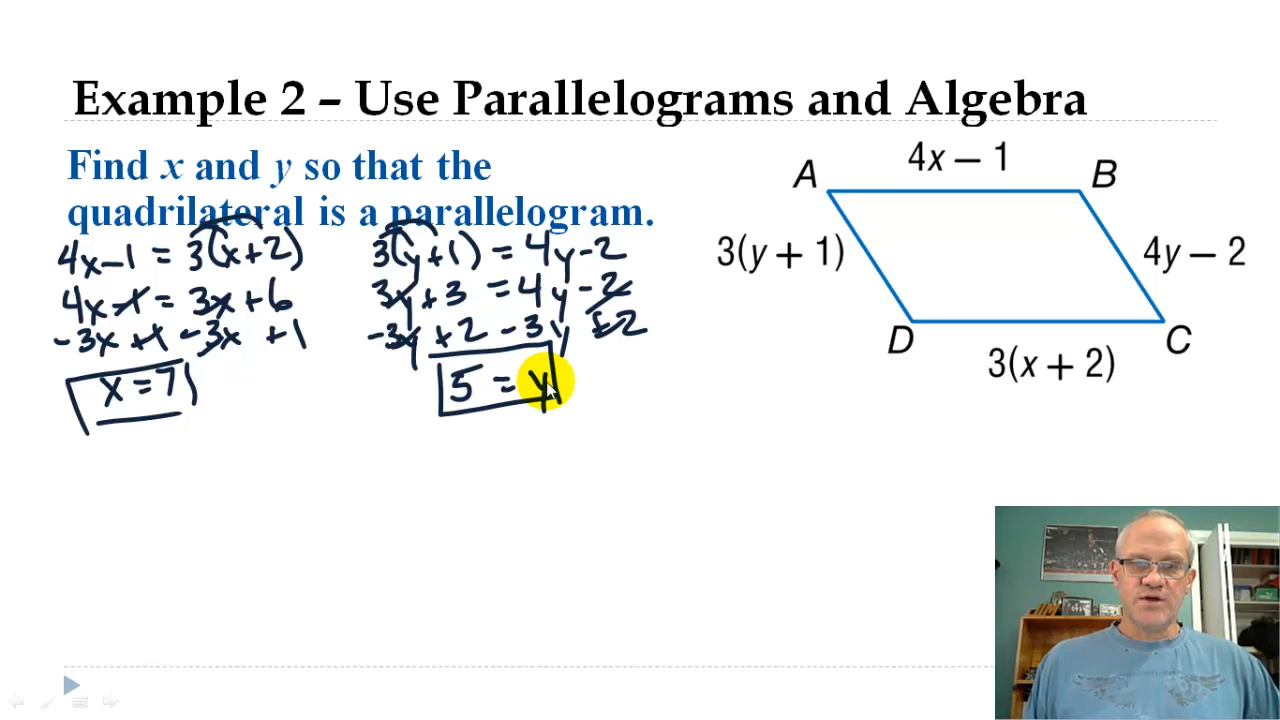 Example 2 – Use Parallelograms and Algebra
Find x and y so that the
quadrilateral is a parallelogram.
4x-1 = 3(x+2)
4x-1 = 3x+6
-3x +1 -3x +1
x = 7
3(y+1) = 4y-2
3y+3 = 4y-2
-3y +2 -3y +2
5 = y
A
4x – 1
B
3(y + 1)
4y – 2
D
C
3(x + 2)